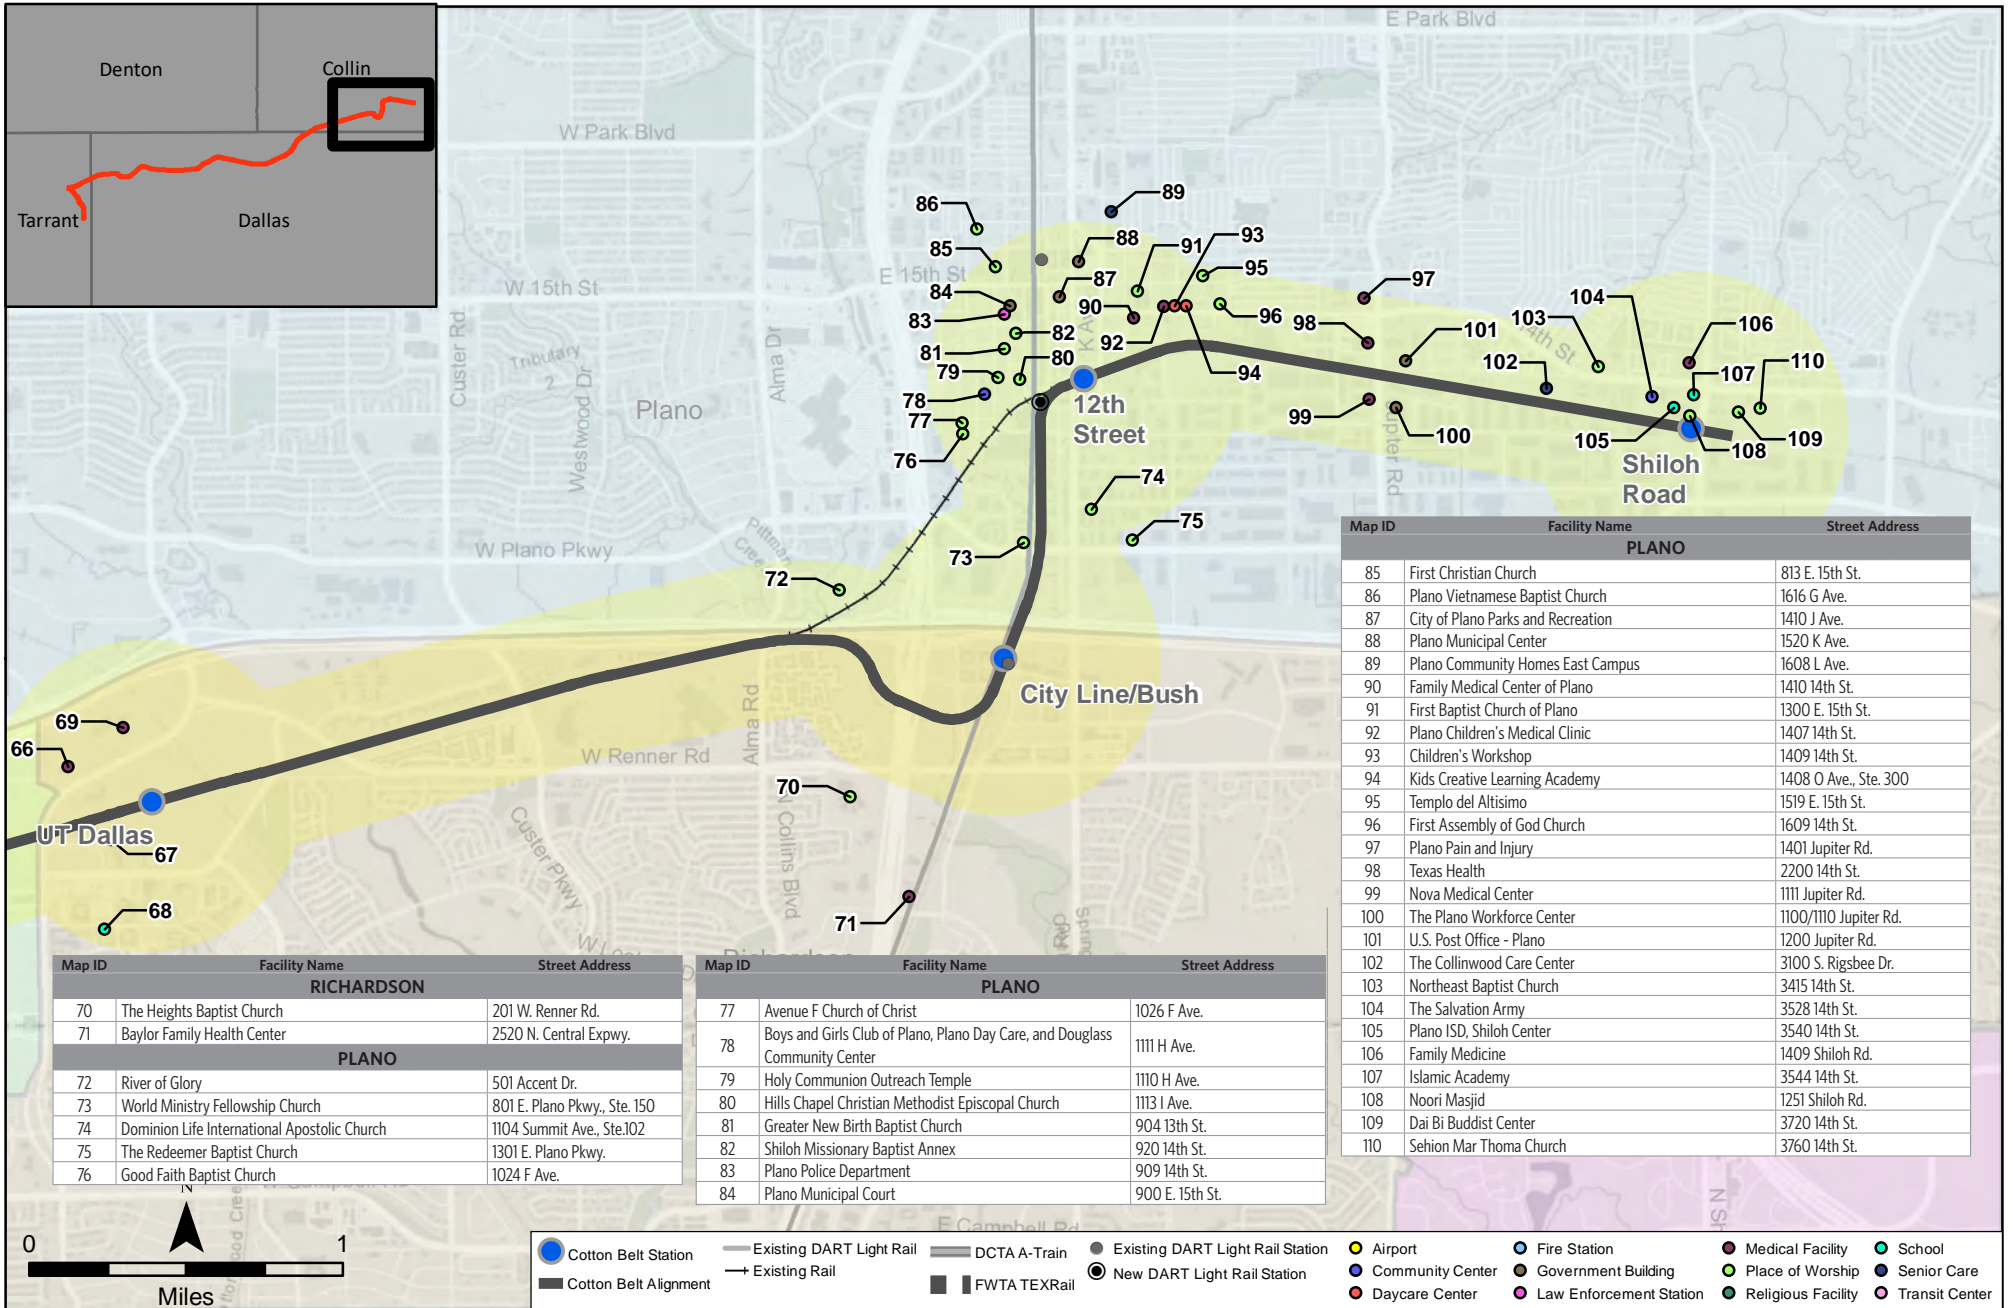 Denton
Collin
Tarrant
Dallas
E Park Blvd
W Park Blvd
W 15th St
E 15th St
Custer Rd
Tributary
2
Westwood Dr
Alma Dr
Plano
K Av
14th St
Jupiter Rd
W Plano Pkwy
Pittman
Creek
Alma Rd
W Renner Rd
N Collins Blvd
Custer Pkwy
Richardson
E Campbell Rd
86
89
85
88
91
93
95
84
87
90
83
82
92
96
81
80
94
79
78
77
76
97
98
101
103
104
106
102
107
110
99
100
105
108
109
12th
Street
Shiloh
Road
74
75
73
72
City Line/Bush
69
66
UT Dallas
67
68
70
71
Map ID Facility Name Street Address
RICHARDSON
70 The Heights Baptist Church 201 W. Renner Rd.
71 Baylor Family Health Center 2520 N. Central Expwy.
PLANO
72 River of Glory 501 Accent Dr.
73 World Ministry Fellowship Church 801 E. Plano Pkwy., Ste. 150
74 Dominion Life International Apostolic Church 1104 Summit Ave., Ste.102
75 The Redeemer Baptist Church 1301 E. Plano Pkwy.
76 Good Faith Baptist Church 1024 F Ave.
Map ID Facility Name Street Address
PLANO
77 Avenue F Church of Christ 1026 F Ave.
78 Boys and Girls Club of Plano, Plano Day Care, and Douglass
Community Center 1111 H Ave.
79 Holy Communion Outreach Temple 1110 H Ave.
80 Hills Chapel Christian Methodist Episcopal Church 1113 I Ave.
81 Greater New Birth Baptist Church 904 13th St.
82 Shiloh Missionary Baptist Annex 920 14th St.
83 Plano Police Department 909 14th St.
84 Plano Municipal Court 900 E. 15th St.
Map ID Facility Name Street Address
PLANO
85 First Christian Church 813 E. 15th St.
86 Plano Vietnamese Baptist Church 1616 G Ave.
87 City of Plano Parks and Recreation 1410 J Ave.
88 Plano Municipal Center 1520 K Ave.
89 Plano Community Homes East Campus 1608 L Ave.
90 Family Medical Center of Plano 1410 14th St.
91 First Baptist Church of Plano 1300 E. 15th St.
92 Plano Children's Medical Clinic 1407 14th St.
93 Children's Workshop 1409 14th St.
94 Kids Creative Learning Academy 1408 O Ave., Ste. 300
95 Templo del Altisimo 1519 E. 15th St.
96 First Assembly of God Church 1609 14th St.
97 Plano Pain and Injury 1401 Jupiter Rd.
98 Texas Health 2200 14th St.
99 Nova Medical Center 1111 Jupiter Rd.
100 The Plano Workforce Center 1100/1110 Jupiter Rd.
101 U.S. Post Office - Plano 1200 Jupiter Rd.
102 The Collinwood Care Center 3100 S. Rigsbee Dr.
103 Northeast Baptist Church 3415 14th St.
104 The Salvation Army 3528 14th St.
105 Plano ISD, Shiloh Center 3540 14th St.
106 Family Medicine 1409 Shiloh Rd.
107 Islamic Academy 3544 14th St.
108 Noori Masjid 1251 Shiloh Rd.
109 Dai Bi Buddist Center 3720 14th St.
110 Sehion Mar Thoma Church 3760 14th St.
N
0 1
Miles
Cotton Belt Station
Cotton Belt Alignment
Existing DART Light Rail
Existing Rail
DCTA A-Train
FWTA TEXRail
Existing DART Light Rail Station
New DART Light Rail Station
Airport
Community Center
Daycare Center
Fire Station
Government Building
Law Enforcement Station
Medical Facility
Place of Worship
Religious Facility
School
Senior Care
Transit Center